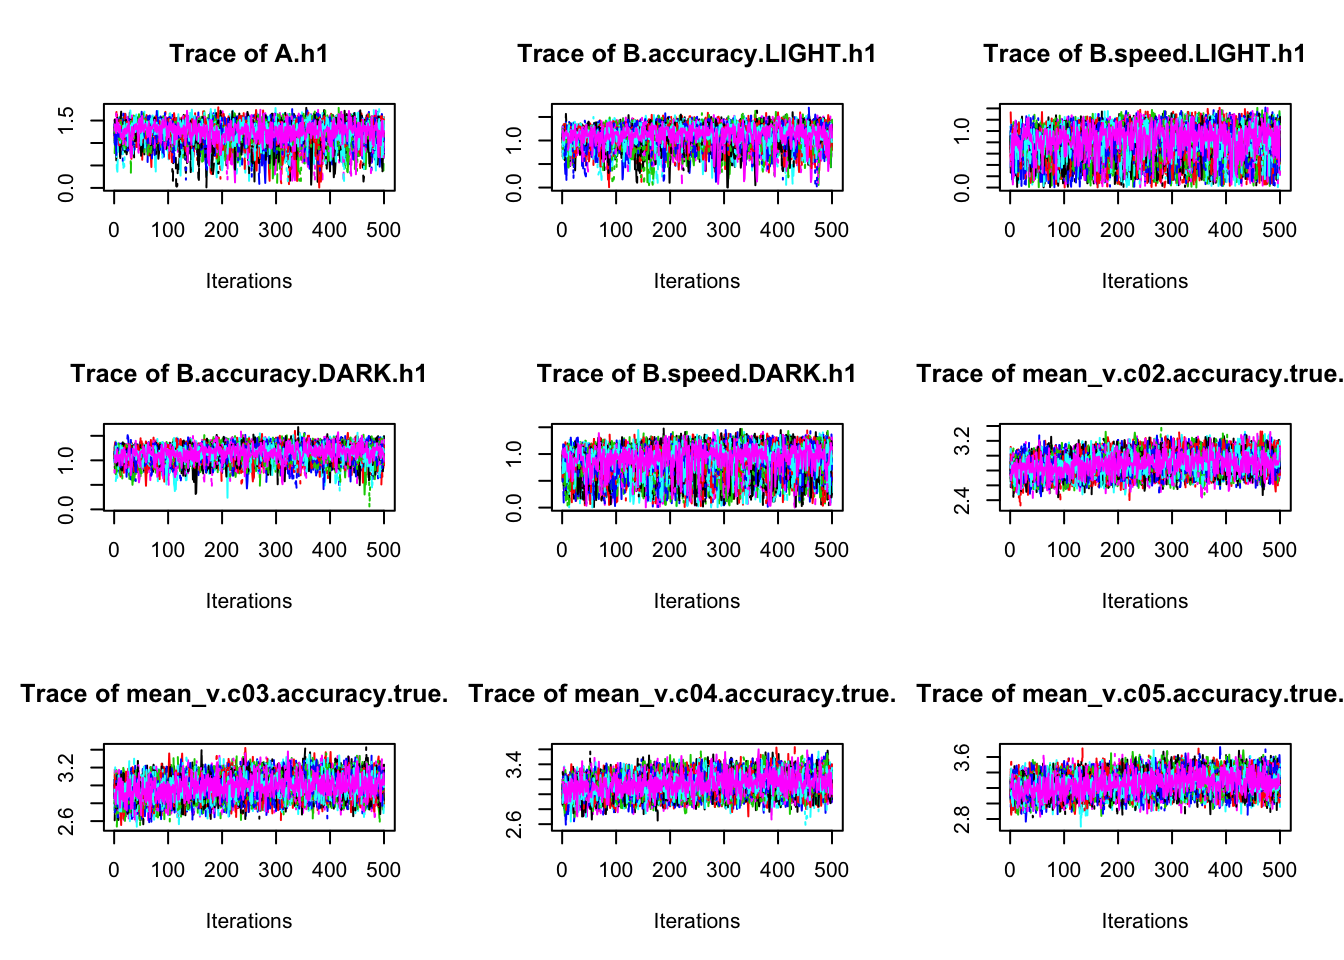 Trace of A.h1
1.5
0.0
0 100 200 300 400 500
Iterations
Trace of B.accuracy.LIGHT.h1
1.0
0.0
0 100 200 300 400 500
Iterations
Trace of B.speed.LIGHT.h1
1.0
0.0
0 100 200 300 400 500
Iterations
Trace of B.accuracy.DARK.h1
1.0
0.0
0 100 200 300 400 500
Iterations
Trace of B.speed.DARK.h1
1.0
0.0
0 100 200 300 400 500
Iterations
Trace of mean_v.c02.accuracy.true.
3.2
2.4
0 100 200 300 400 500
Iterations
Trace of mean_v.c03.accuracy.true.
3.2
2.6
0 100 200 300 400 500
Iterations
Trace of mean_v.c04.accuracy.true.
3.4
2.6
0 100 200 300 400 500
Iterations
Trace of mean_v.c05.accuracy.true.
3.6
2.8
0 100 200 300 400 500
Iterations